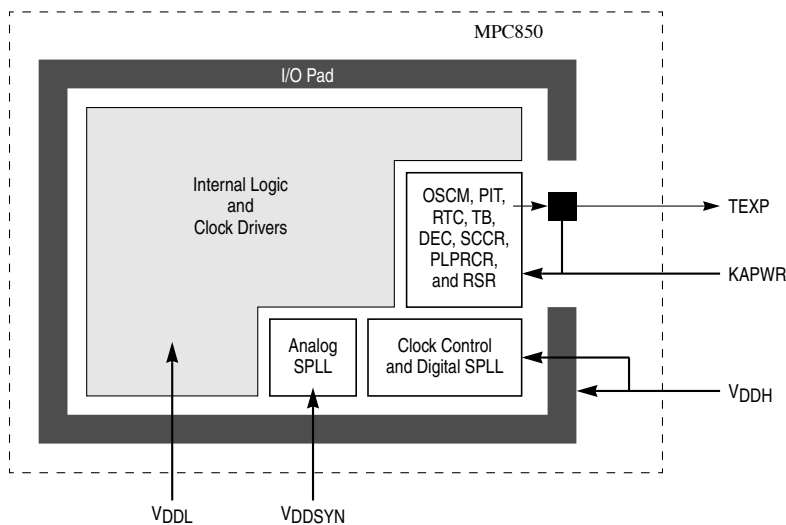 MPC850
I/O Pad
Internal Logic
and
Clock Drivers
OSCM, PIT,
RTC, TB,
DEC, SCCR,
PLPRCR,
and RSR
TEXP
KAPWR
Analog
SPLL
Clock Control
and Digital SPLL
VDDH
VDDL
VDDSYN